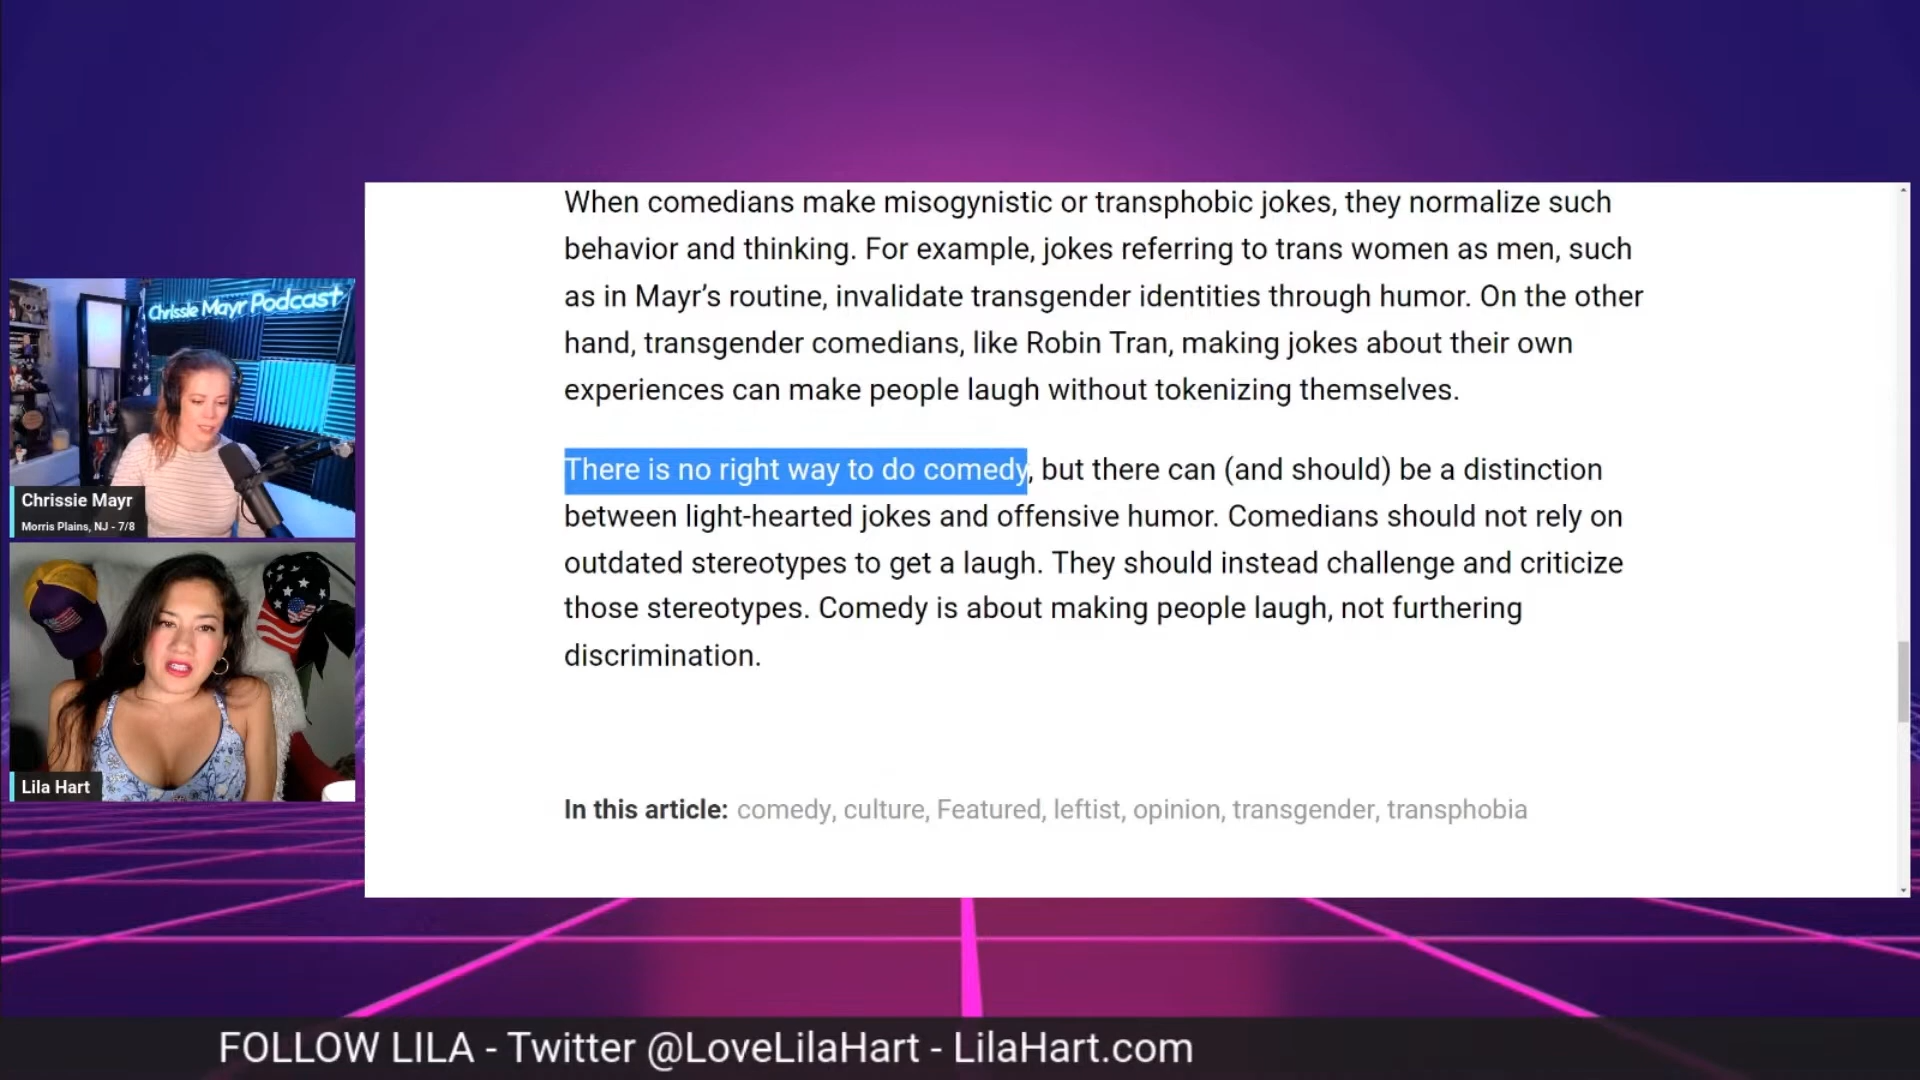 When comedians make misogynistic or transphobic jokes, they normalize such
behavior and thinking. For example, jokes referring to trans women as men, such
as in Mayr’s routine, invalidate transgender identities through humor. On the other
hand, transgender comedians, like Robin Tran, making jokes about their own
experiences can make people laugh without tokenizing themselves.
There is no right way to do comedy, but there can (and should) be a distinction
between light-hearted jokes and offensive humor. Comedians should not rely on
outdated stereotypes to get a laugh. They should instead challenge and criticize
those stereotypes. Comedy is about making people laugh, not furthering
discrimination.
In this article: comedy, culture, Featured, leftist, opinion, transgender, transphobia
Chrissie Mayr Podcast
Chrissie Mayr
Morris Plains, NJ - 7/8
Lila Hart
FOLLOW LILA - Twitter @LoveLilaHart - LilaHart.com